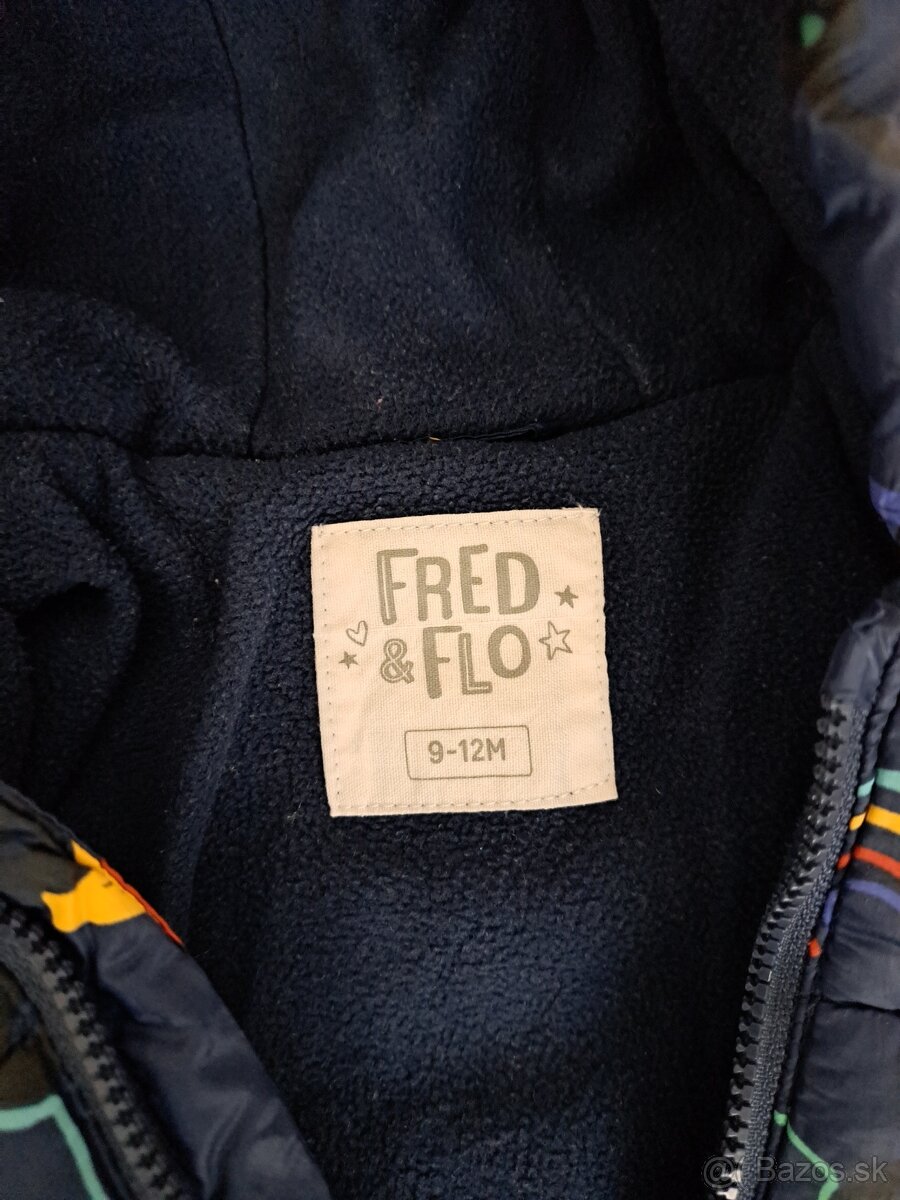 FRED
& FLO
9-12M
@ Bazos.sk